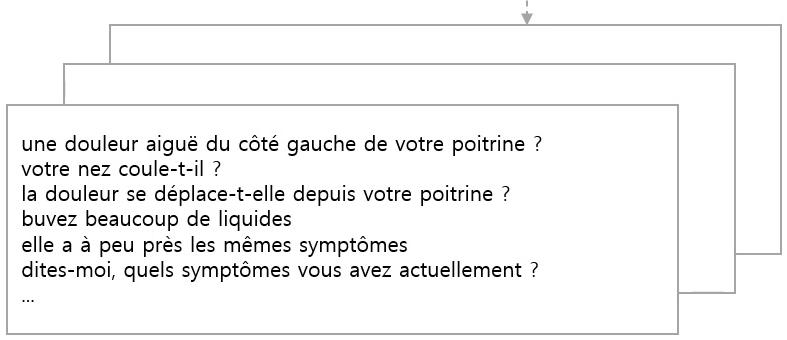 une douleur aiguë du côté gauche de votre poitrine ?
votre nez coule-t-il ?
la douleur se déplace-t-elle depuis votre poitrine ?
buvez beaucoup de liquides
elle a à peu près les mêmes symptômes
dites-moi, quels symptômes vous avez actuellement ?
...